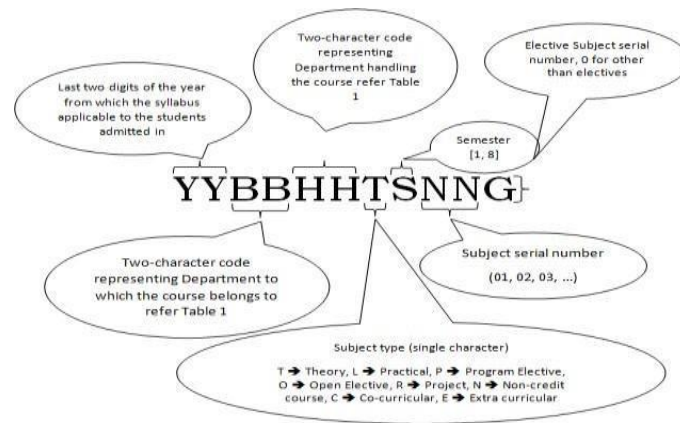 Last two digits of the year
from which the syllabus
applicable to the students
admitted in
Two-character code
representing
Department handling
the course refer Table
1
Elective Subject serial
number, 0 for other
than electives
Semester
[1, 8]
YYBBHHTSNNG
Two-character code
representing Department to
which the course belongs to
refer Table 1
Subject serial number
(01, 02, 03, ...)
Subject type (single character)
T ➔ Theory, L ➔ Practical, P ➔ Program Elective,
O ➔ Open Elective, R ➔ Project, N ➔ Non-credit
course, C ➔ Co-curricular, E ➔ Extra curricular